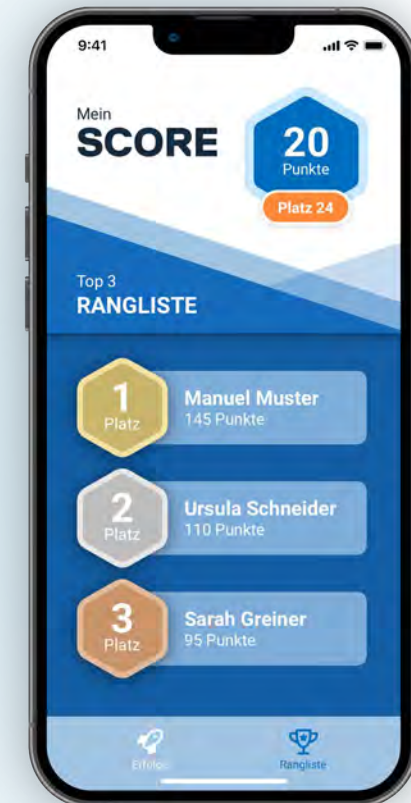 9:41
Mein
SCORE
20
Punkte
Platz 24
Top 3
RANGLISTE
1
Platz
Manuel Muster
145 Punkte
2
Platz
Ursula Schneider
110 Punkte
3
Platz
Sarah Greiner
95 Punkte
Erfolge
Rangliste